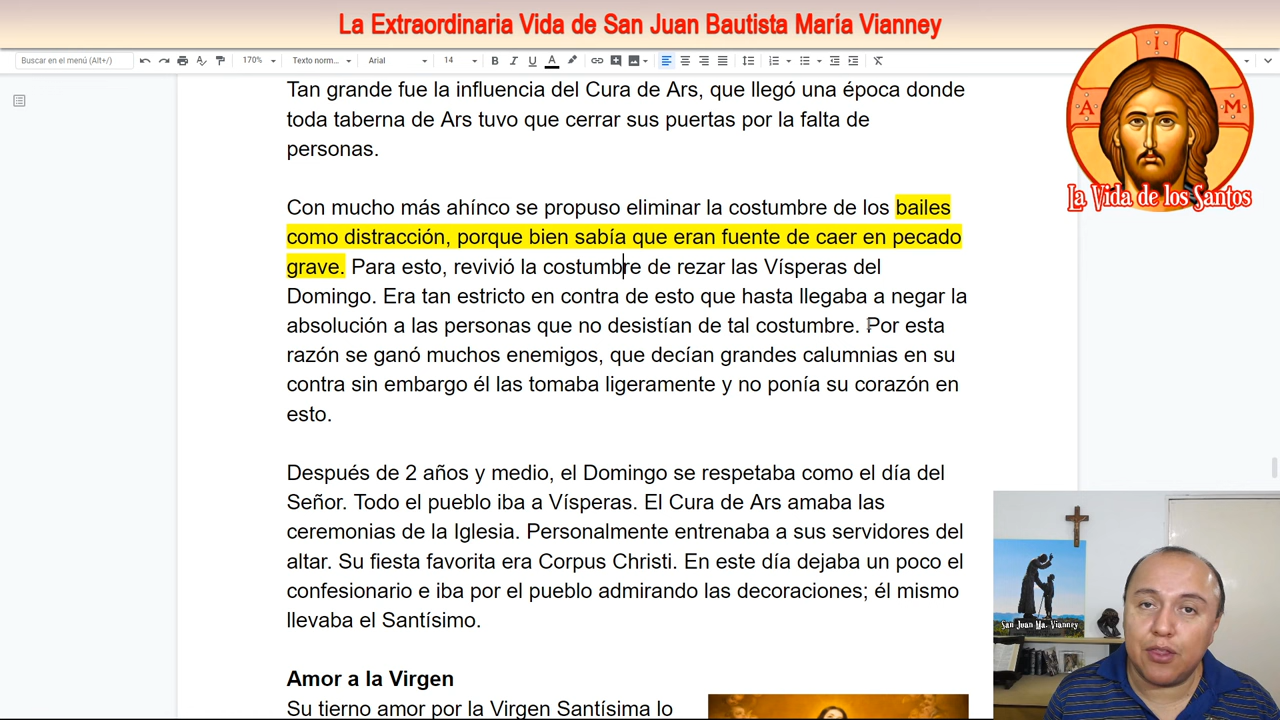 La Extraordinaria Vida de San Juan Bautista María Vianney
Buscar en el menú (Alt+/)
170%
Texto norm...
Arial
14
B I U A
I
A M
La Vida de los Santos
Tan grande fue la influencia del Cura de Ars, que llegó una época donde
toda taberna de Ars tuvo que cerrar sus puertas por la falta de
personas.
Con mucho más ahínco se propuso eliminar la costumbre de los bailes
como distracción, porque bien sabía que eran fuente de caer en pecado
grave. Para esto, revivió la costumbre de rezar las Vísperas del
Domingo. Era tan estricto en contra de esto que hasta llegaba a negar la
absolución a las personas que no desistían de tal costumbre. Por esta
razón se ganó muchos enemigos, que decían grandes calumnias en su
contra sin embargo él las tomaba ligeramente y no ponía su corazón en
esto.
Después de 2 años y medio, el Domingo se respetaba como el día del
Señor. Todo el pueblo iba a Vísperas. El Cura de Ars amaba las
ceremonias de la Iglesia. Personalmente entrenaba a sus servidores del
altar. Su fiesta favorita era Corpus Christi. En este día dejaba un poco el
confesionario e iba por el pueblo admirando las decoraciones; él mismo
llevaba el Santísimo.
Amor a la Virgen
Su tierno amor por la Virgen Santísima lo
San Juan Ma. Vianney